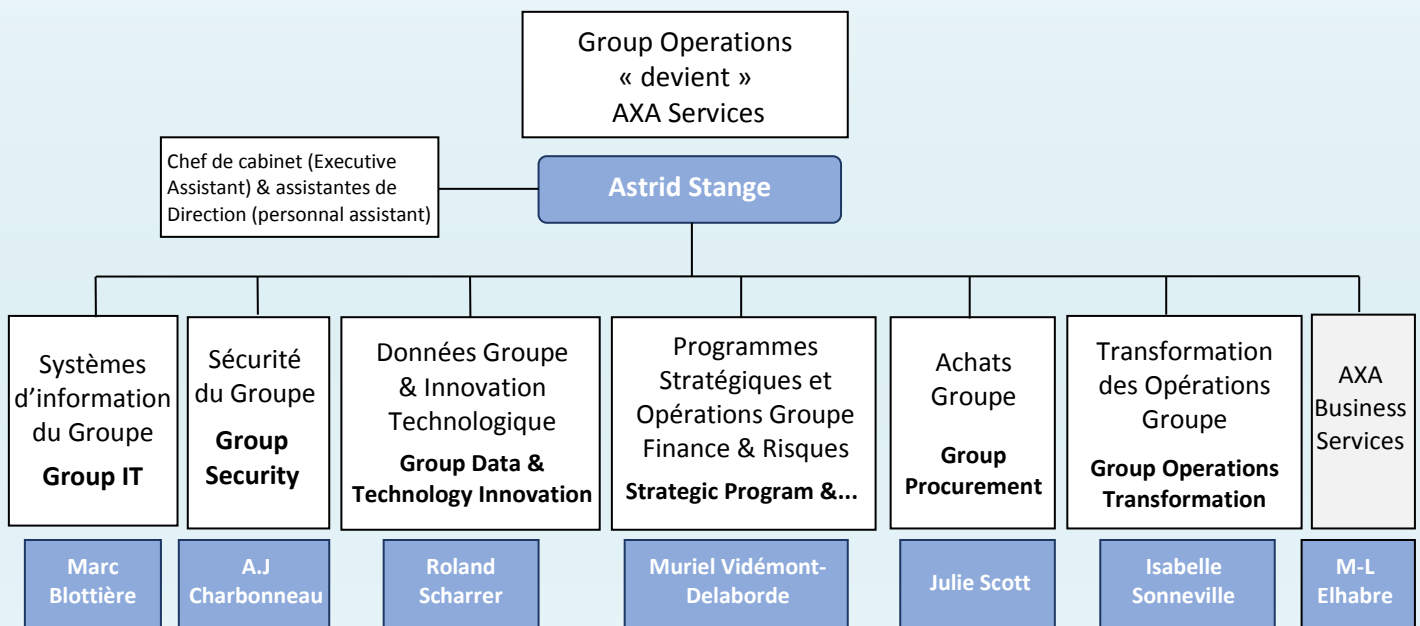 Group Operations
« devient »
AXA Services
Chef de cabinet (Executive
Assistant) & assistantes de
Direction (personnal assistant)
Astrid Stange
Systèmes
d’information
du Groupe
Group IT
Sécurité
du Groupe
Group
Security
Données Groupe
& Innovation
Technologique
Group Data &
Technology Innovation
Programmes
Stratégiques et
Opérations Groupe
Finance & Risques
Strategic Program &...
Achats
Groupe
Group
Procurement
Transformation
des Opérations
Groupe
Group Operations
Transformation
AXA
Business
Services
Marc
Blottière
A.J
Charbonneau
Roland
Scharrer
Muriel Vidémont-
Delaborde
Julie Scott
Isabelle
Sonneville
M-L
Elhabre